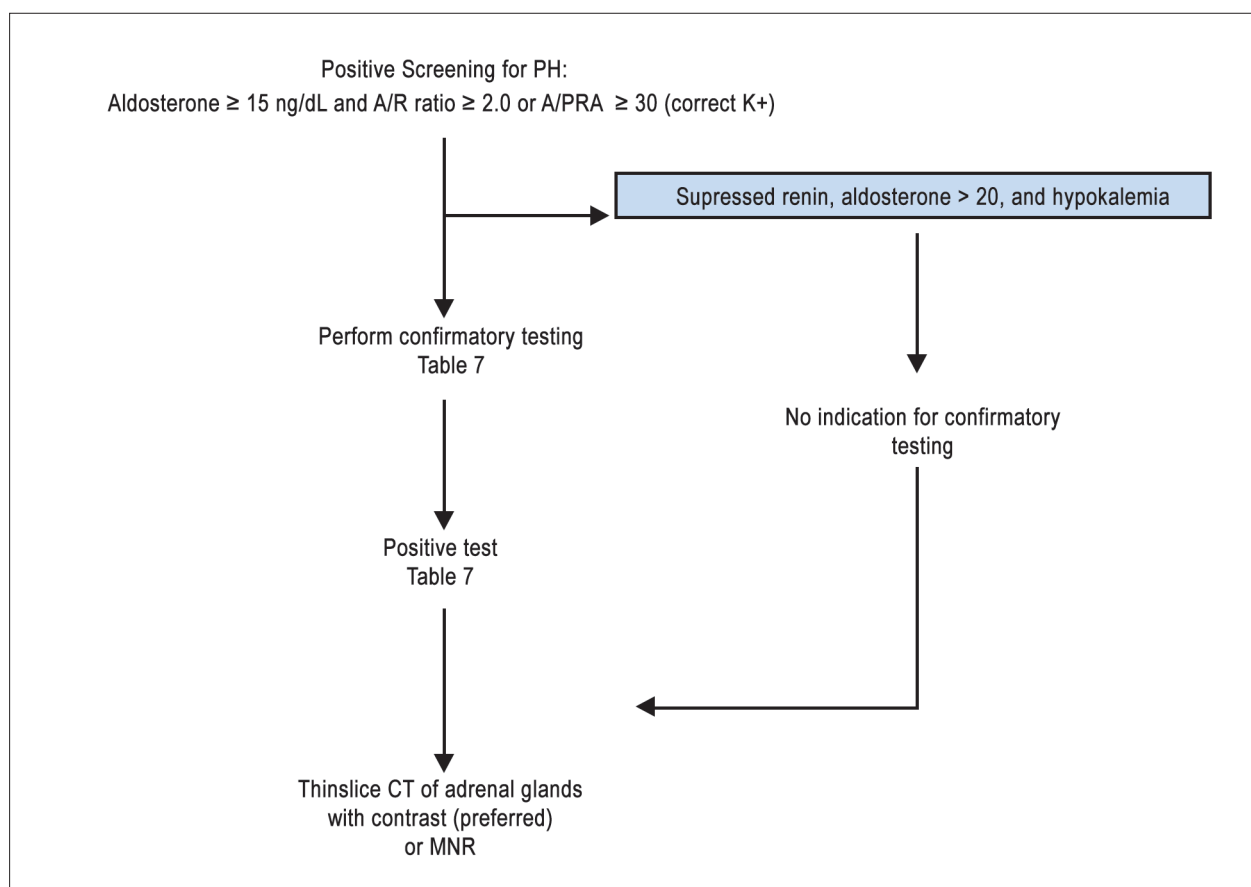 Positive Screening for PH:
Aldosterone ≥ 15 ng/dL and A/R ratio ≥ 2.0 or A/PRA ≥ 30 (correct K+)
Supressed renin, aldosterone > 20, and hypokalemia
Perform confirmatory testing
Table 7
No indication for confirmatory
testing
Positive test
Table 7
Thinslice CT of adrenal glands
with contrast (preferred)
or MNR